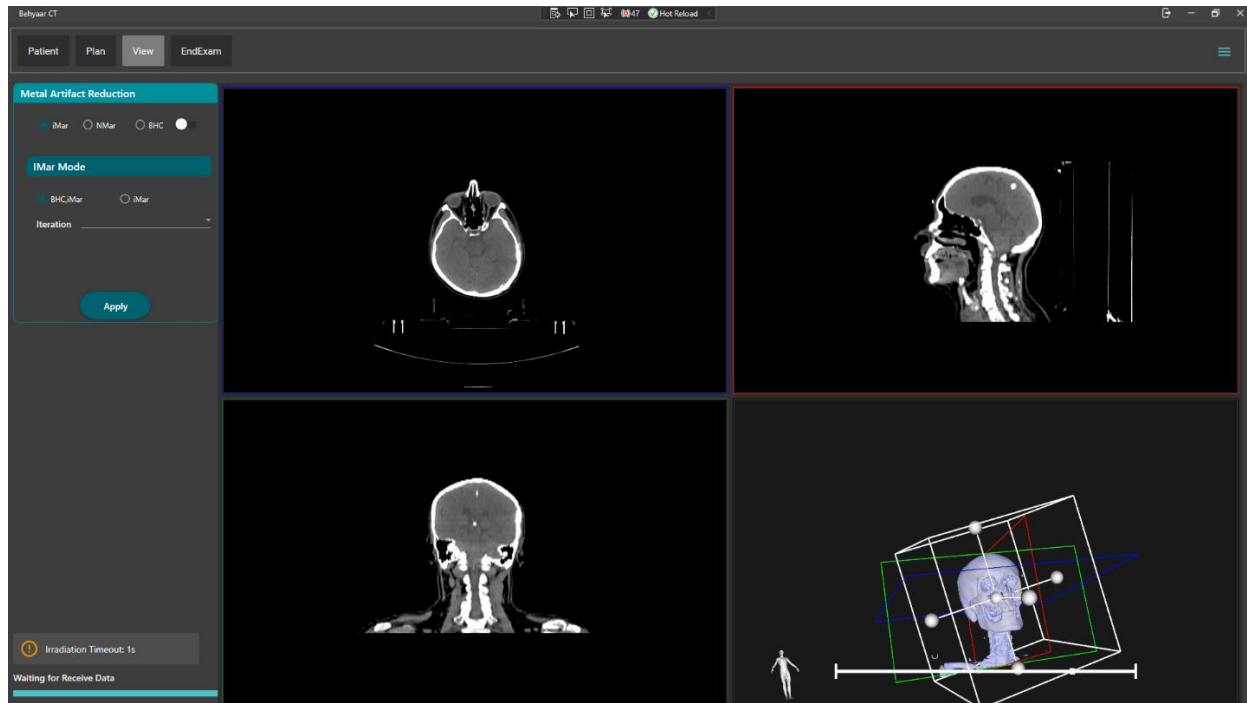 Behyaar CT
47 Hot Reload
Patient Plan View EndExam
Metal Artifact Reduction
iMar NMar BHC
IMar Mode
BHC,iMar iMar
Iteration
Apply
Irradiation Timeout: 1s
Waiting for Receive Data